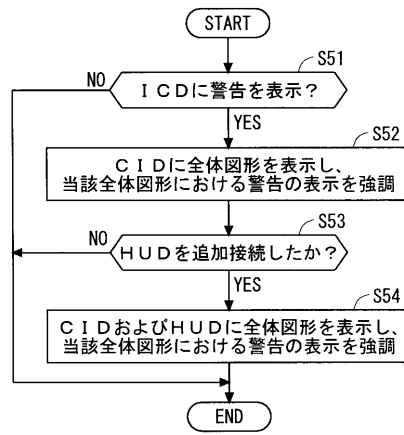 START
S51
NO
ＩＣＤに警告を表示？
YES
S52
ＣＩＤに全体図形を表示し、
当該全体図形における警告の表示を強調
S53
NO
ＨＵＤを追加接続したか？
YES
S54
ＣＩＤおよびＨＵＤに全体図形を表示し、
当該全体図形における警告の表示を強調
END